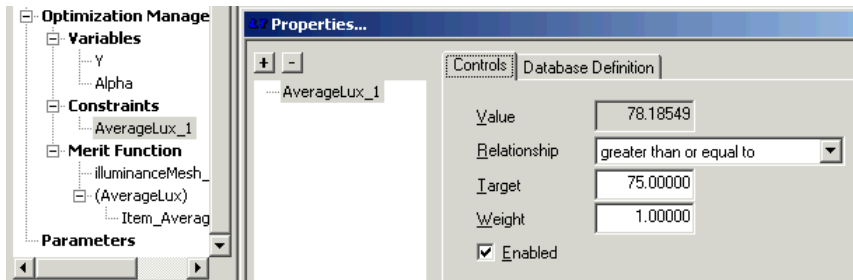 Optimization Manage
Variables
Y
Alpha
Constraints
AverageLux_1
Merit Function
illuminanceMesh_
(AverageLux)
Item_Averag
Parameters
Properties...
+ -
AverageLux_1
Controls Database Definition
Value 78.18549
Relationship greater than or equal to
Target 75.00000
Weight 1.00000
Enabled